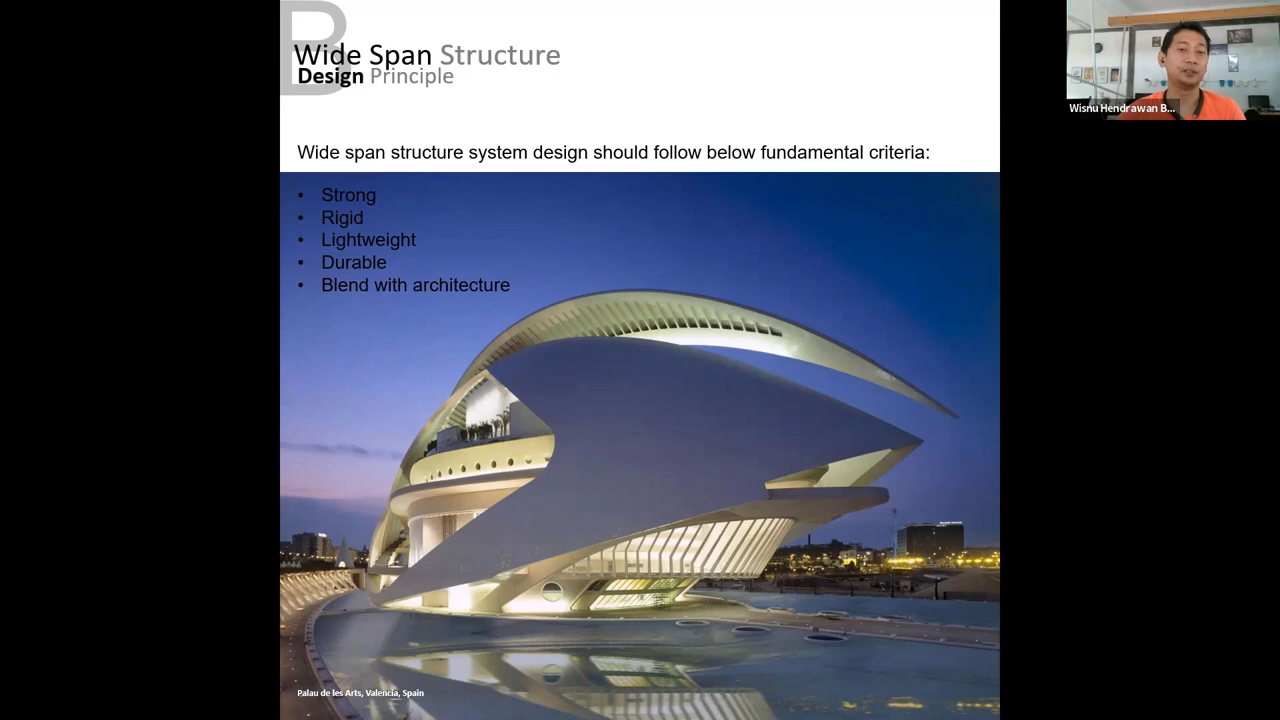 B
Wide Span Structure
Design Principle
Wisnu Hendrawan B...
Wide span structure system design should follow below fundamental criteria:
• Strong
• Rigid
• Lightweight
• Durable
• Blend with architecture
Palau de les Arts, Valencia, Spain